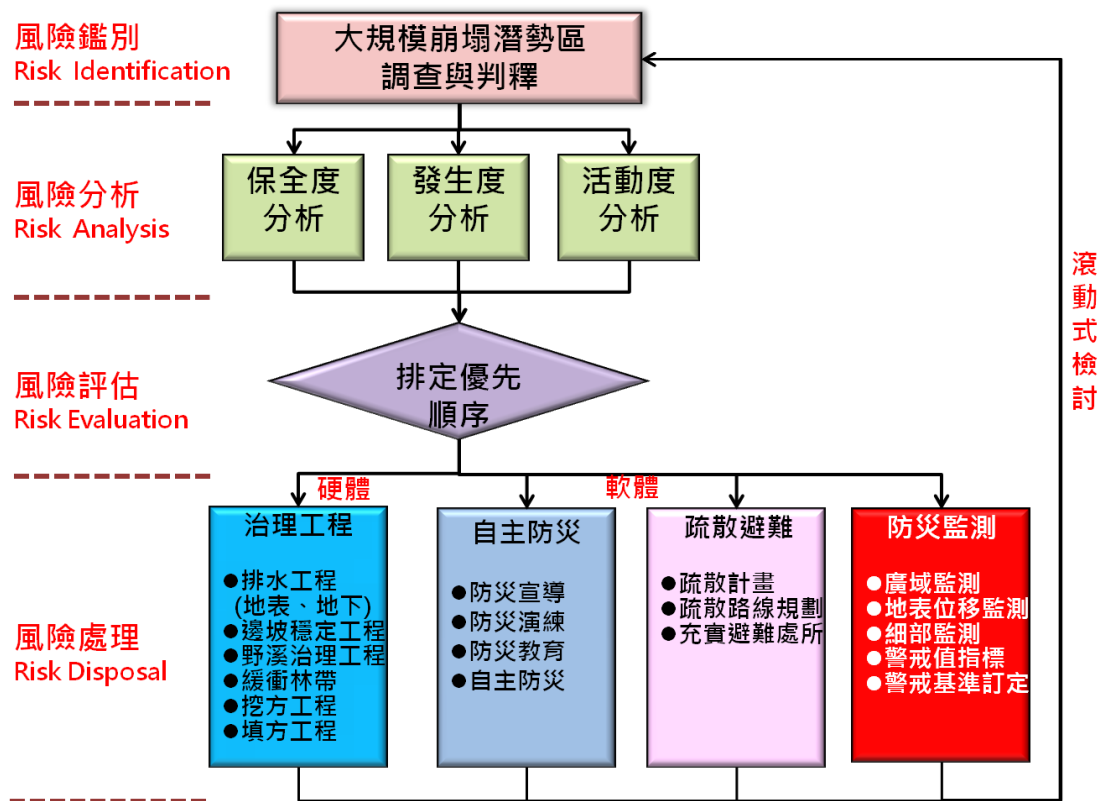 風險鑑別
Risk Identification
大規模崩塌潛勢區
調查與判釋
風險分析
Risk Analysis
保全度
分析
發生度
分析
活動度
分析
滾動式檢討
風險評估
Risk Evaluation
排定優先
順序
硬體
軟體
風險處理
Risk Disposal
治理工程
●排水工程
(地表、地下)
●邊坡穩定工程
●野溪治理工程
●緩衝林帶
●挖方工程
●填方工程
自主防災
●防災宣導
●防災演練
●防災教育
●自主防災
疏散避難
●疏散計畫
●疏散路線規劃
●充實避難處所
防災監測
●廣域監測
●地表位移監測
●細部監測
●警戒值指標
●警戒基準訂定